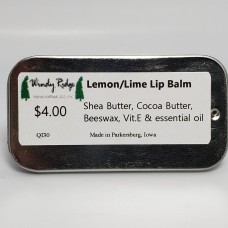 Windy Ridge
Lemon/Lime Lip Balm
$4.00
Shea Butter, Cocoa Butter,
Beeswax, Vit.E & essential oil
Made in Parkersburg, Iowa